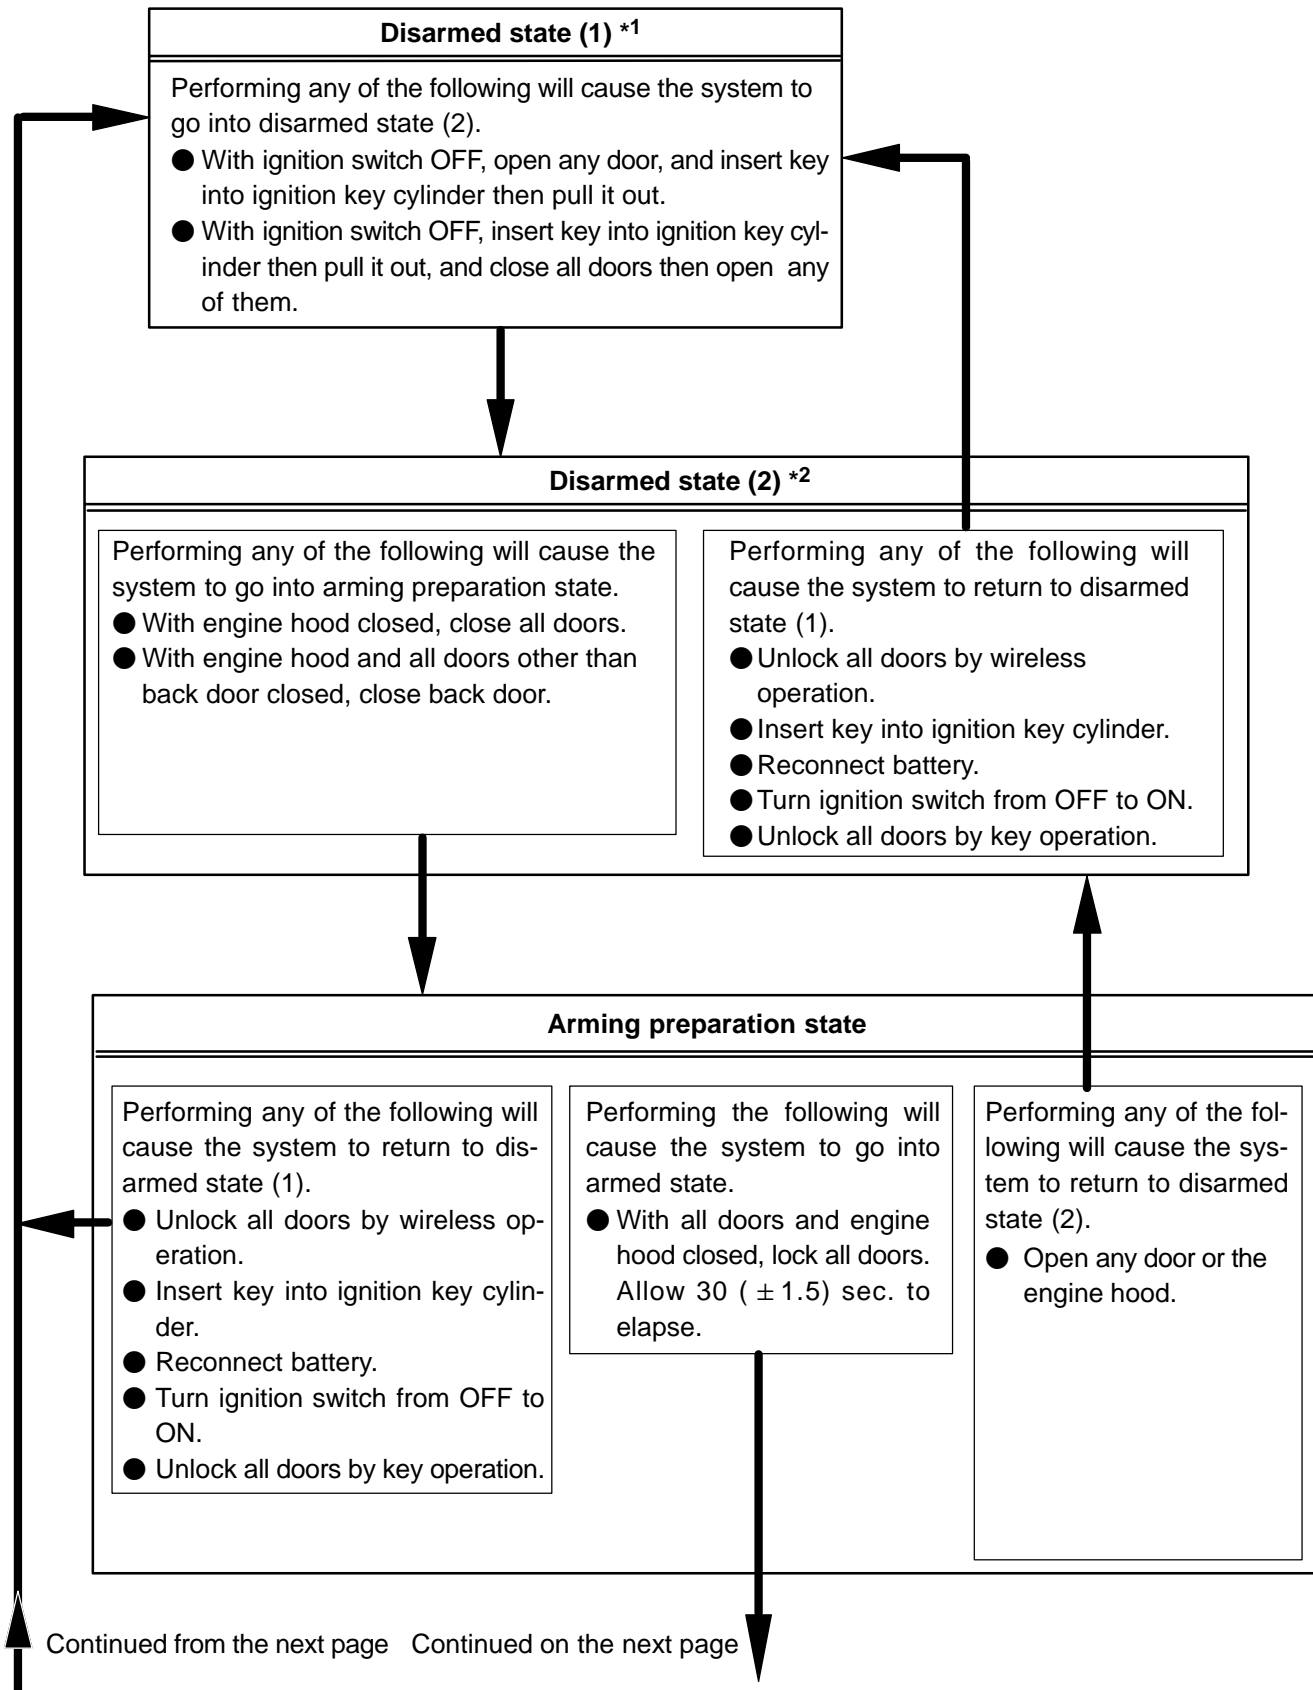 Disarmed state (1) *1
Performing any of the following will cause the system to
go into disarmed state (2).
● With ignition switch OFF, open any door, and insert key
into ignition key cylinder then pull it out.
● With ignition switch OFF, insert key into ignition key cyl-
inder then pull it out, and close all doors then open any
of them.
Disarmed state (2) *2
Performing any of the following will cause the
system to go into arming preparation state.
● With engine hood closed, close all doors.
● With engine hood and all doors other than
back door closed, close back door.
Performing any of the following will
cause the system to return to disarmed
state (1).
● Unlock all doors by wireless
operation.
● Insert key into ignition key cylinder.
● Reconnect battery.
● Turn ignition switch from OFF to ON.
● Unlock all doors by key operation.
Arming preparation state
Performing any of the following will
cause the system to return to dis-
armed state (1).
● Unlock all doors by wireless op-
eration.
● Insert key into ignition key cylin-
der.
● Reconnect battery.
● Turn ignition switch from OFF to
ON.
● Unlock all doors by key operation.
Performing the following will
cause the system to go into
armed state.
● With all doors and engine
hood closed, lock all doors.
Allow 30 ( ± 1.5) sec. to
elapse.
Performing any of the fol-
lowing will cause the sys-
tem to return to disarmed
state (2).
● Open any door or the
engine hood.
Continued from the next page
Continued on the next page